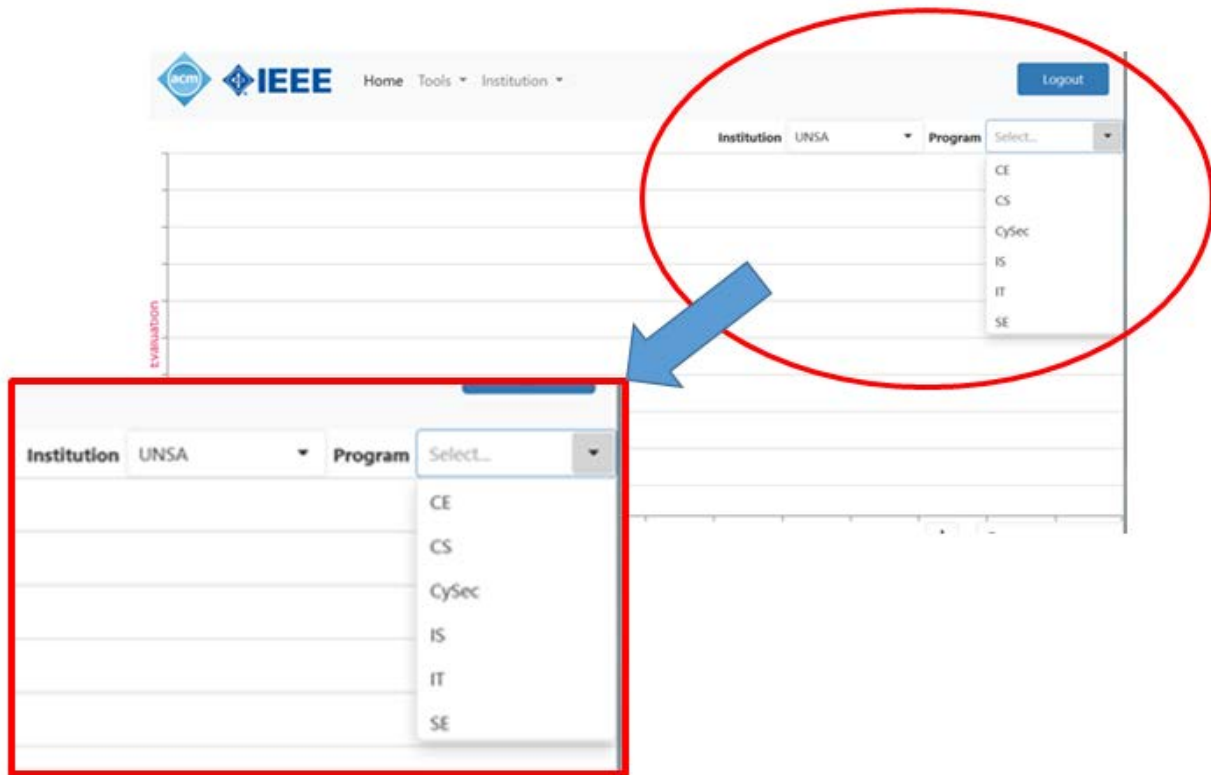 acm IEEE Home Tools Institution Logout
Institution UNSA Program Select...
CE
CS
CySec
IS
IT
SE
Evaluation
Institution UNSA Program Select...
CE
CS
CySec
IS
IT
SE